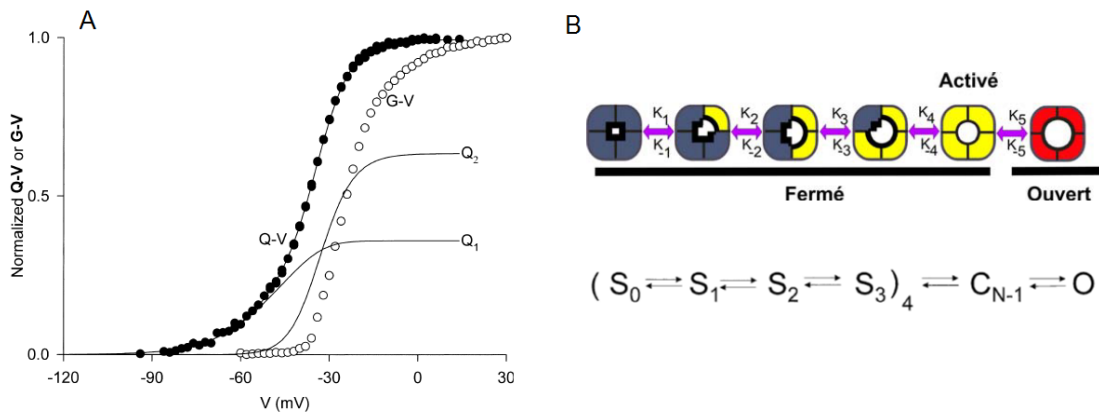 A
1.0
0.5
0.0
Normalized Q-V or G-V
Q-V
G-V
Q2
Q1
-120
-90
-60
-30
0
30
V (mV)
B
Activé
K1
K2
K3
K4
K5
K-1
K-2
K-3
K-4
K-5
Fermé
Ouvert
( S0 ⇌ S1 ⇌ S2 ⇌ S3 )4 ⇌ CN-1 ⇌ O